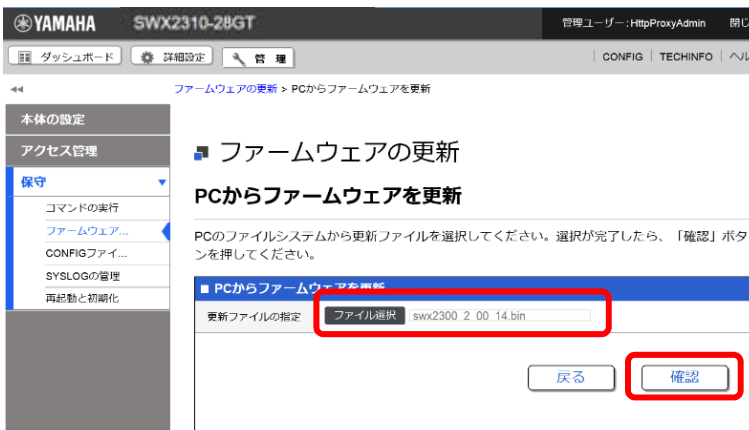 YAMAHA SWX2310-28GT 管理ユーザー:HttpProxyAdmin 閉じ
ダッシュボード 詳細設定 管 理 CONFIG TECHINFO ヘル
ファームウェアの更新 > PCからファームウェアを更新
本体の設定
アクセス管理
保守
コマンドの実行
ファームウェア...
CONFIGファイ...
SYSLOGの管理
再起動と初期化
ファームウェアの更新
PCからファームウェアを更新
PCのファイルシステムから更新ファイルを選択してください。選択が完了したら、「確認」ボタ
ンを押してください。
PCからファームウェアを更新
更新ファイルの指定 ファイル選択 swx2300_2_00_14.bin
戻る 確認